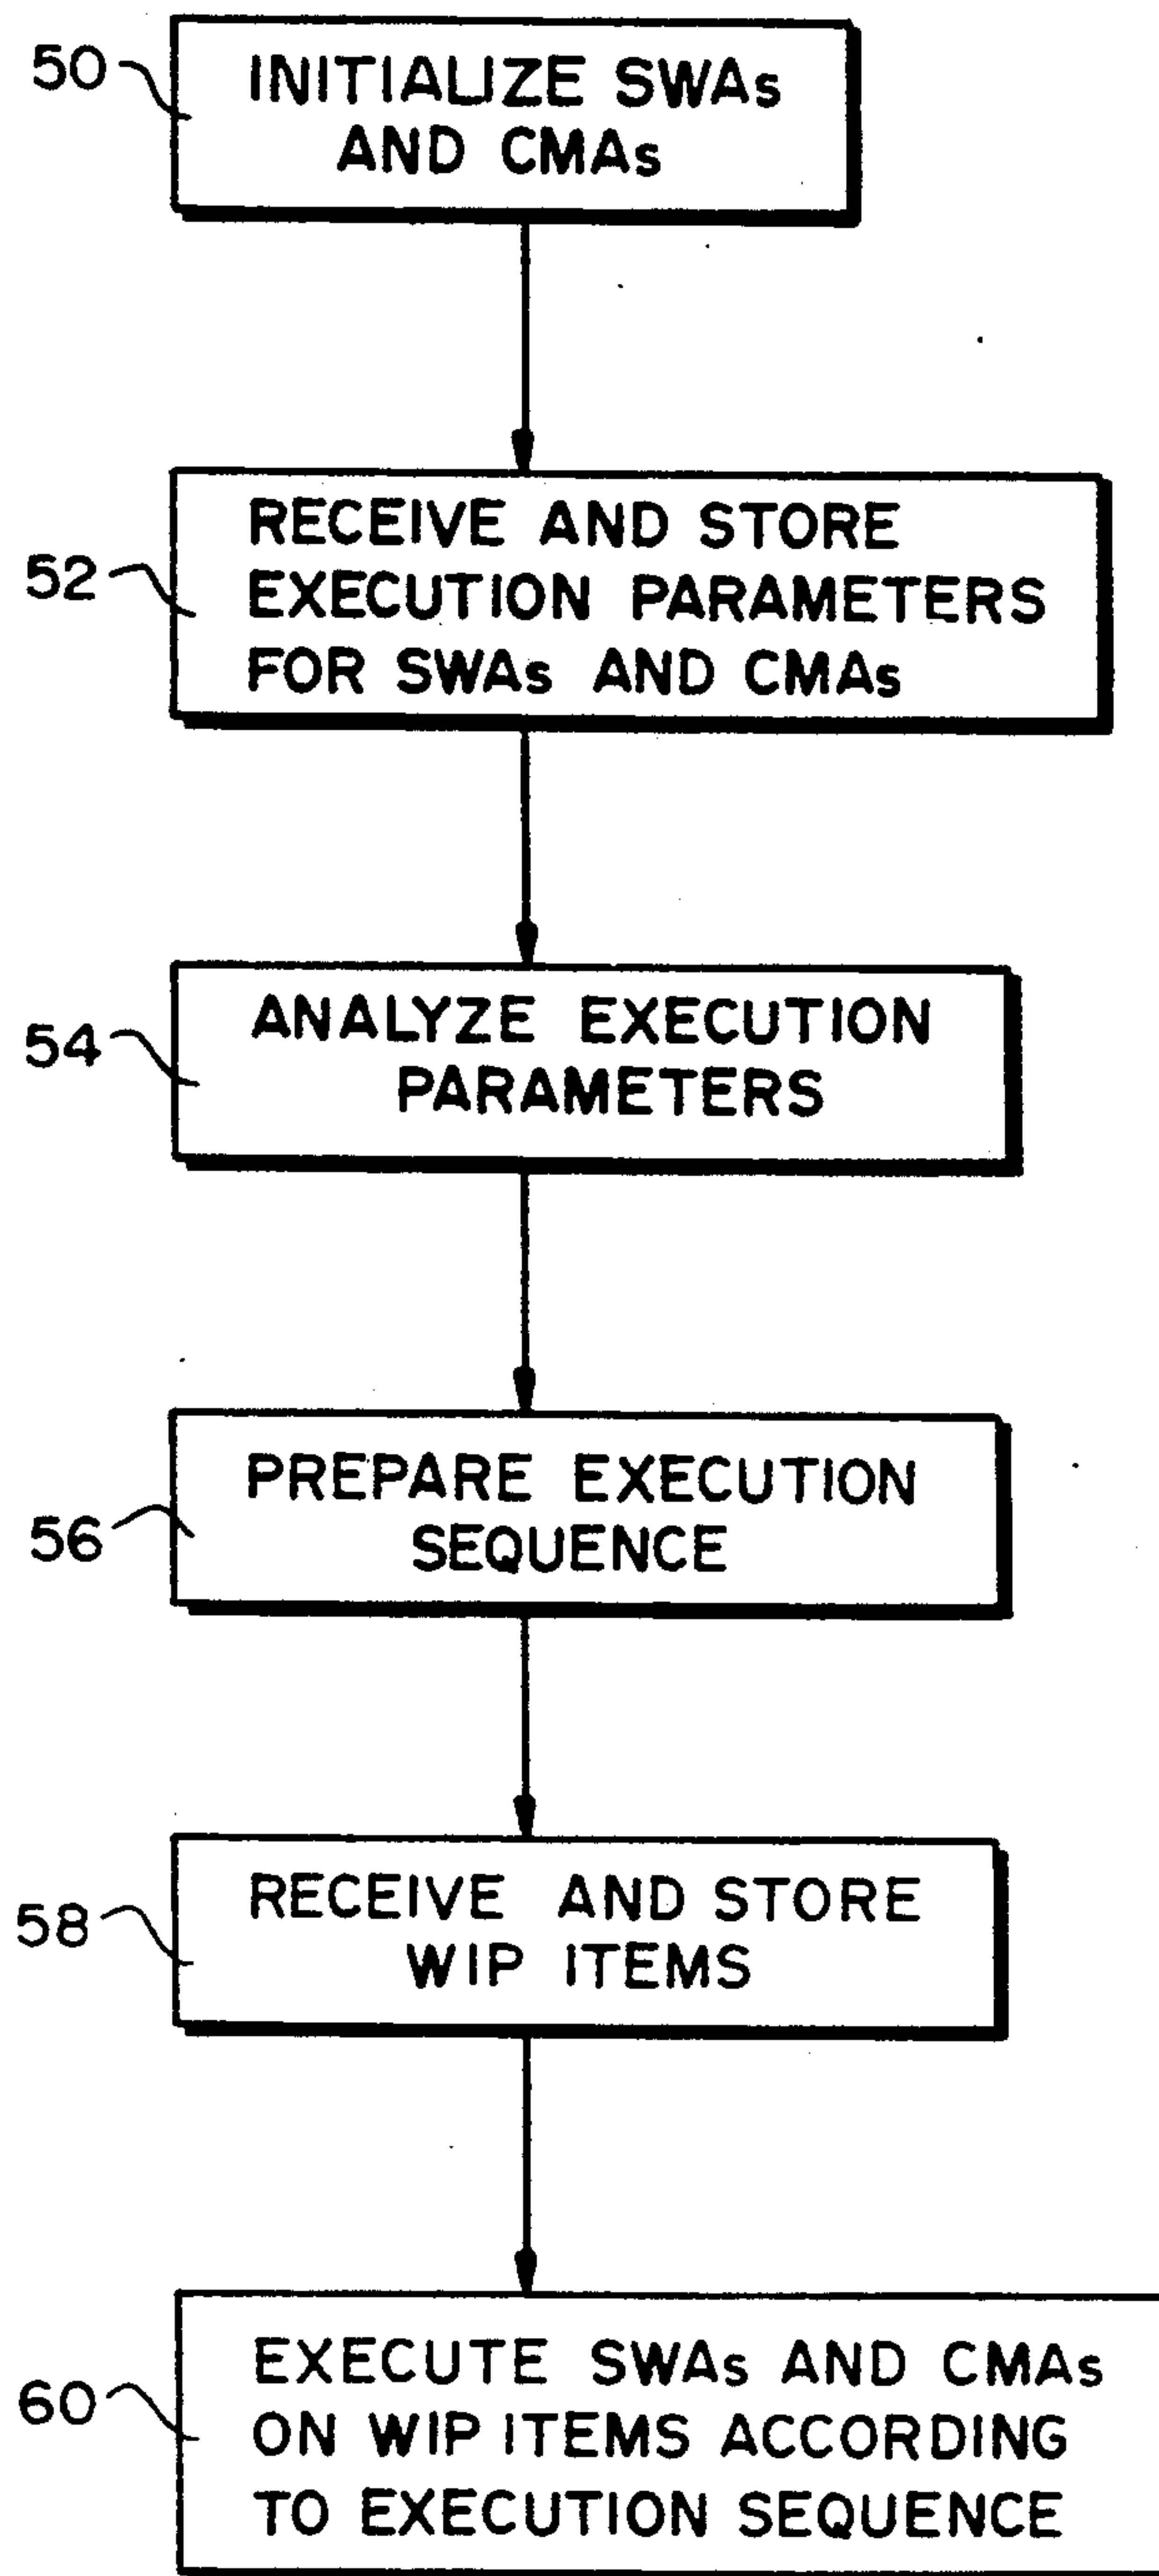 50
INITIALIZE SWAs
AND CMAs
52
RECEIVE AND STORE
EXECUTION PARAMETERS
FOR SWAs AND CMAs
54
ANALYZE EXECUTION
PARAMETERS
56
PREPARE EXECUTION
SEQUENCE
58
RECEIVE AND STORE
WIP ITEMS
60
EXECUTE SWAs AND CMAs
ON WIP ITEMS ACCORDING
TO EXECUTION SEQUENCE